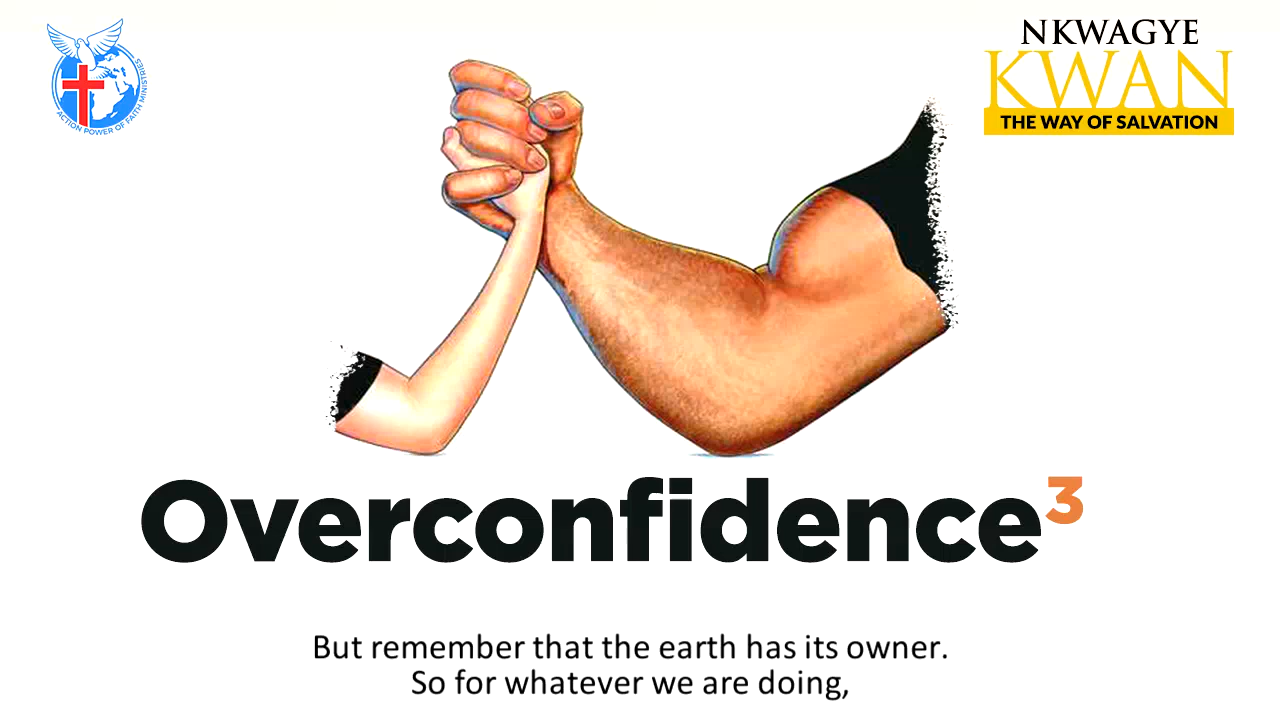 ACTION POWER OF FAITH MINISTRIES
NKWAGYE
KWAN
THE WAY OF SALVATION
Overconfidence³
But remember that the earth has its owner.
So for whatever we are doing,